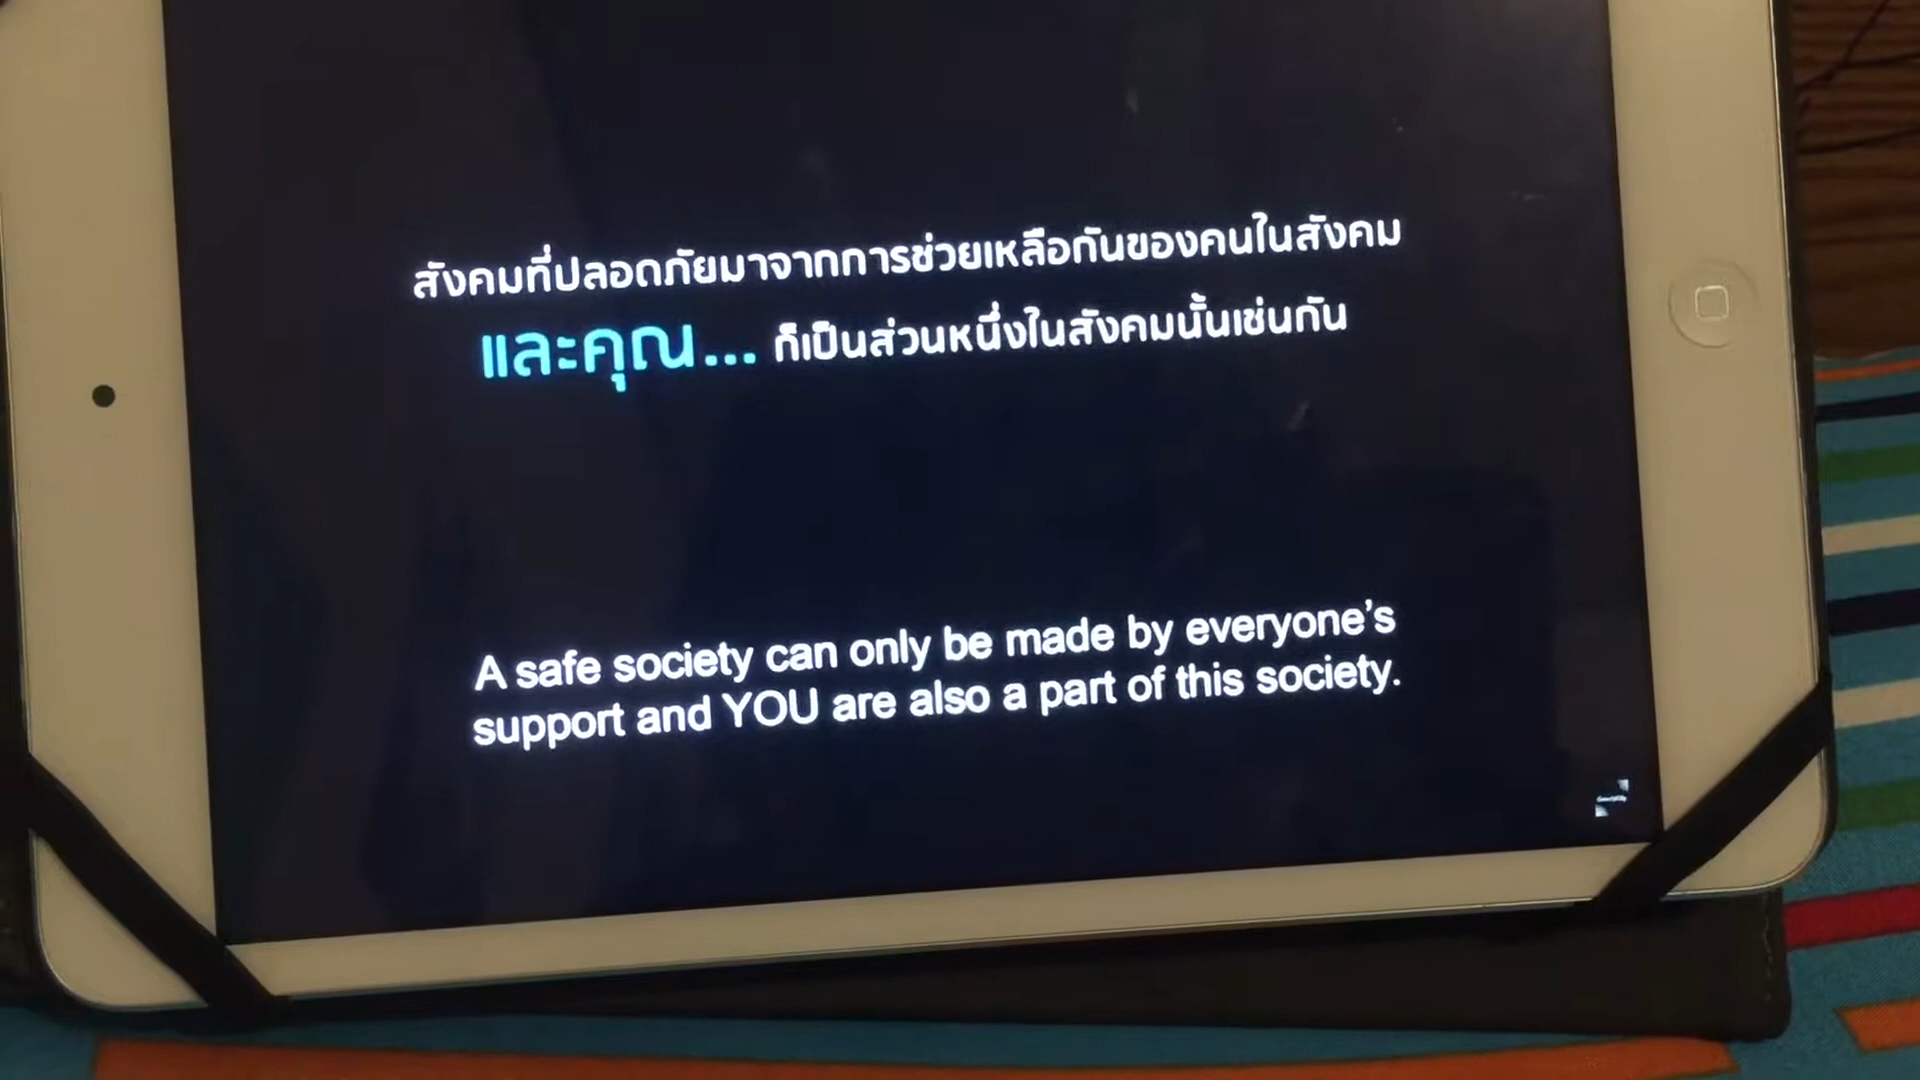 สังคมที่ปลอดภัยมาจากการช่วยเหลือกันของคนในสังคม
และคุณ... ก็เป็นส่วนหนึ่งในสังคมนั้นเช่นกัน
A safe society can only be made by everyone's
support and YOU are also a part of this society.